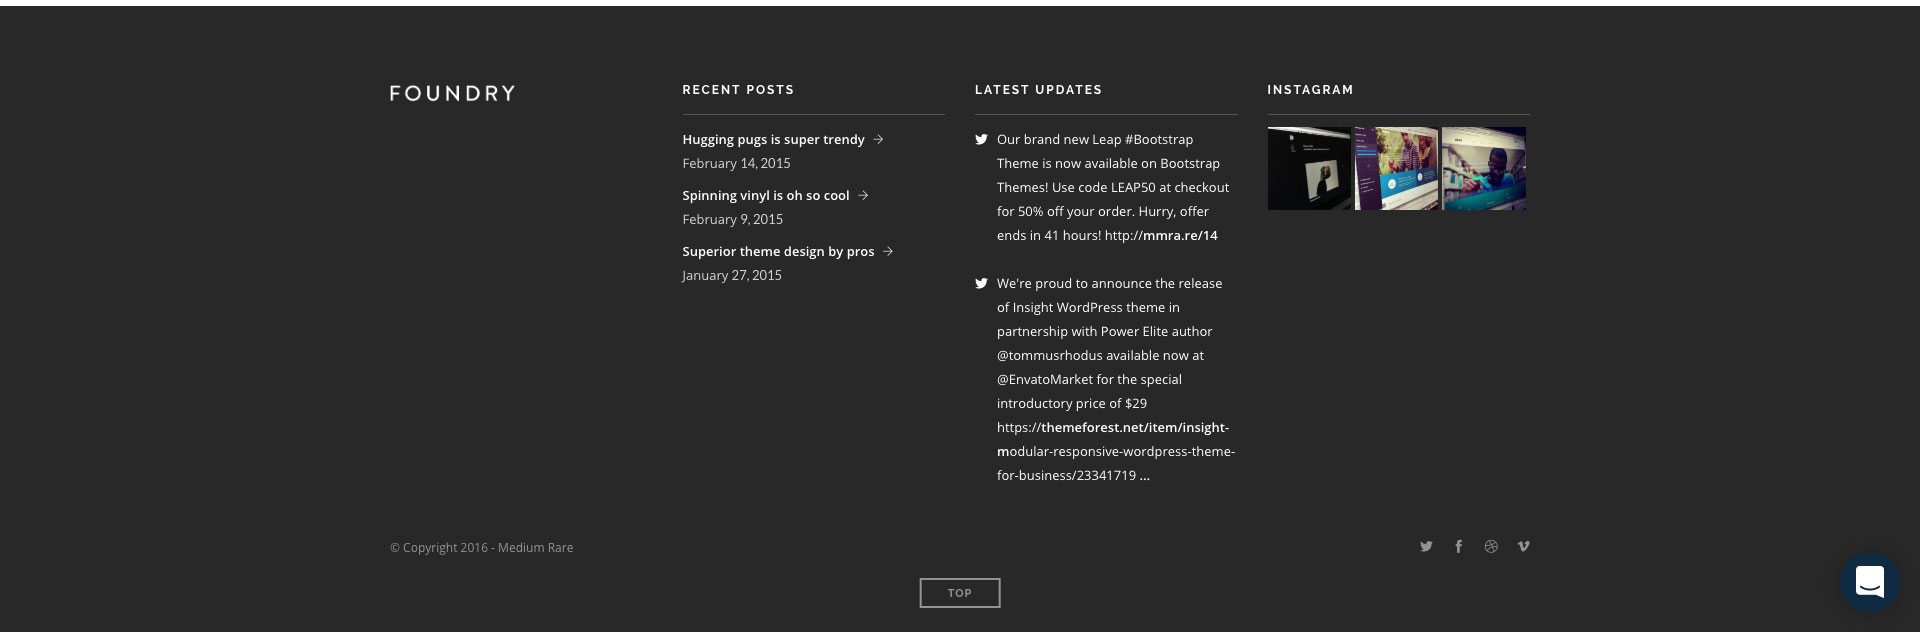 FOUNDRY
RECENT POSTS
Hugging pugs is super trendy
February 14, 2015
Spinning vinyl is oh so cool
February 9, 2015
Superior theme design by pros
January 27, 2015
LATEST UPDATES
Our brand new Leap #Bootstrap
Theme is now available on Bootstrap
Themes! Use code LEAP50 at checkout
for 50% off your order. Hurry, offer
ends in 41 hours! http://mmra.re/14
We're proud to announce the release
of Insight WordPress theme in
partnership with Power Elite author
@tommusrhodus available now at
@EnvatoMarket for the special
introductory price of $29
https://themeforest.net/item/insight-
modular-responsive-wordpress-theme-
for-business/23341719 ...
INSTAGRAM
© Copyright 2016 - Medium Rare
TOP